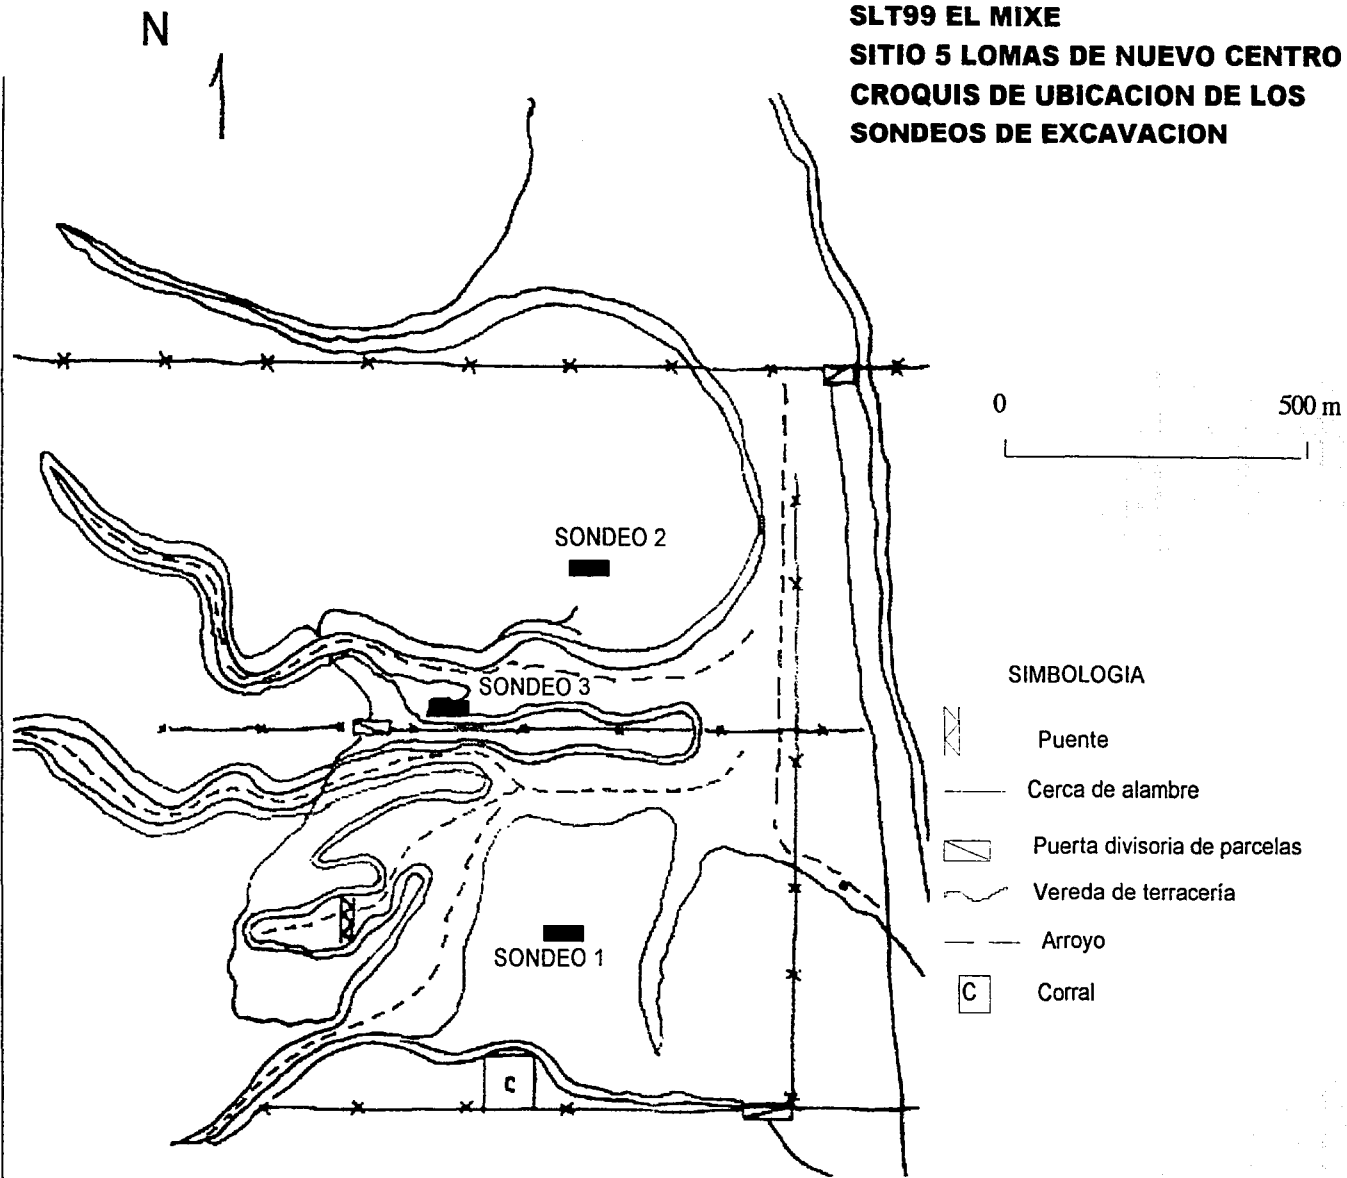 N
SLT99 EL MIXE
SITIO 5 LOMAS DE NUEVO CENTRO
CROQUIS DE UBICACION DE LOS
SONDEOS DE EXCAVACION
0 500 m
SONDEO 2
SONDEO 3
SONDEO 1
C
SIMBOLOGIA
Puente
Cerca de alambre
Puerta divisoria de parcelas
Vereda de terracería
Arroyo
C Corral